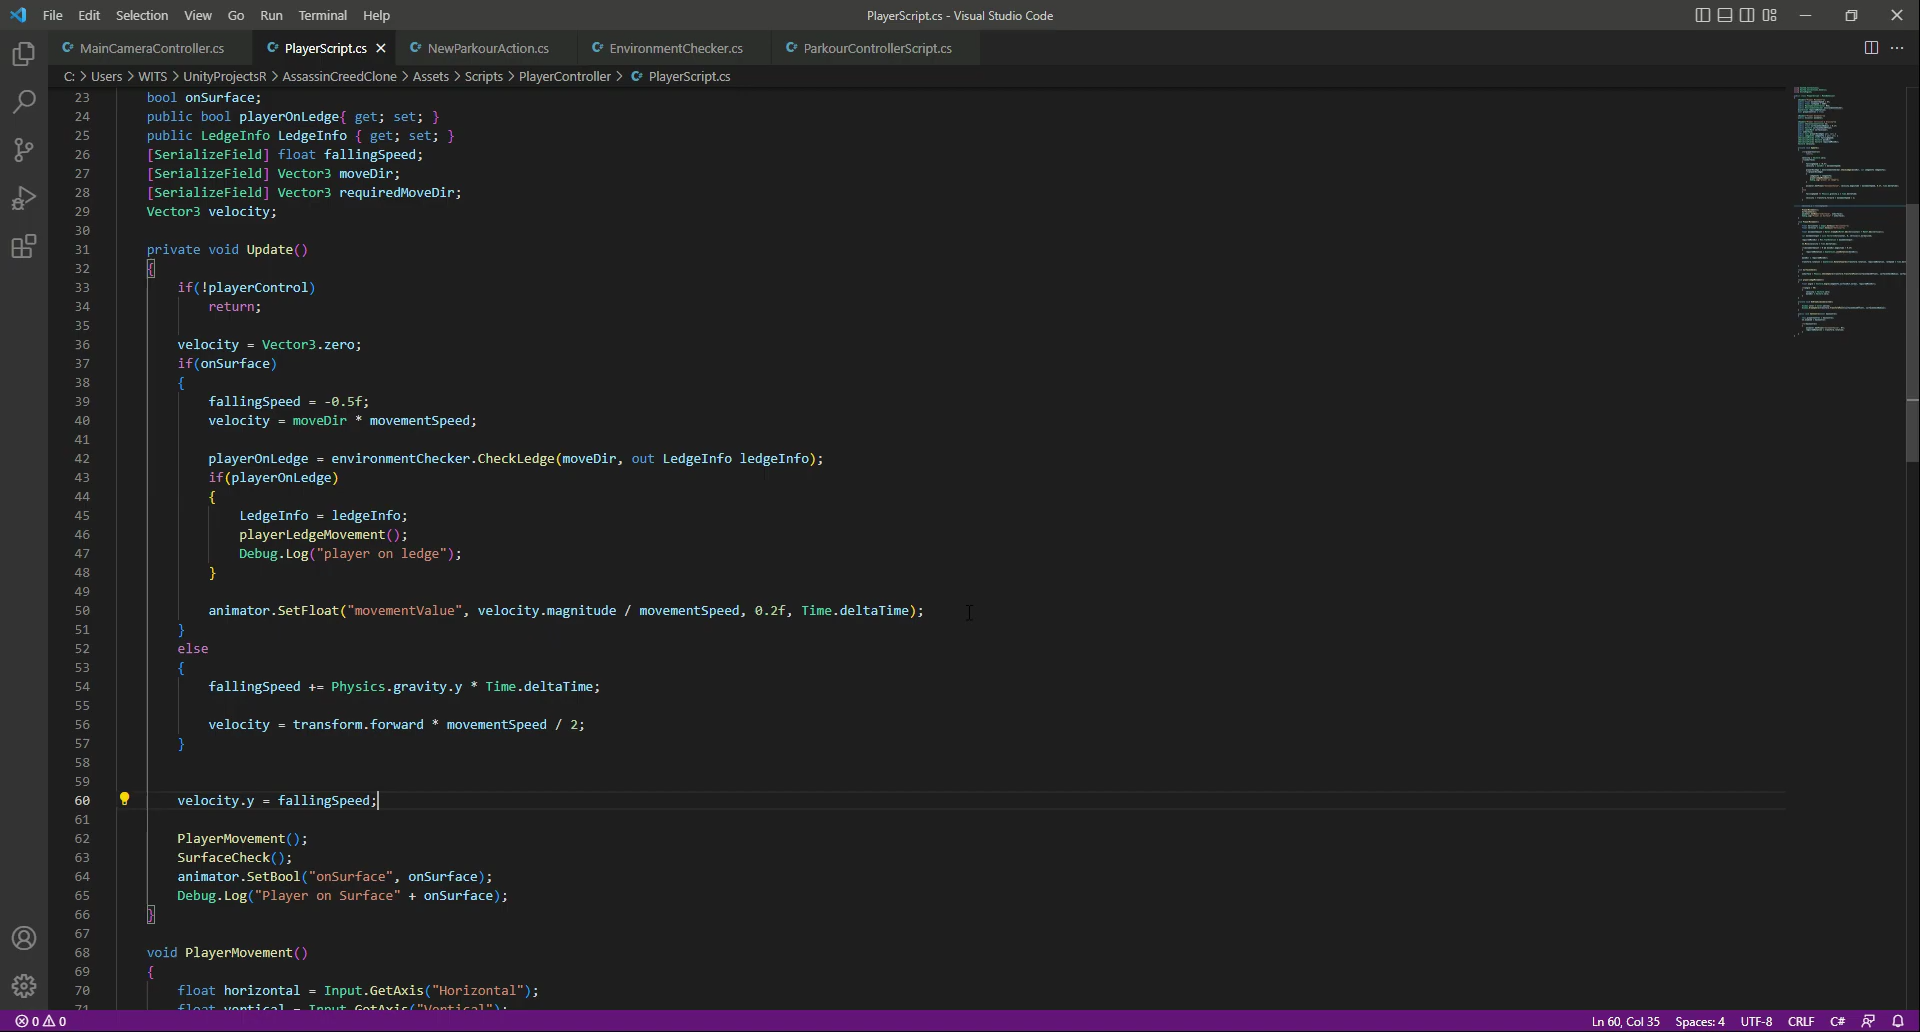 File Edit Selection View Go Run Terminal Help
PlayerScript.cs - Visual Studio Code
MainCameraController.cs PlayerScript.cs NewParkourAction.cs EnvironmentChecker.cs ParkourControllerScript.cs
C: > Users > WITS > UnityProjectsR > AssassinCreedClone > Assets > Scripts > PlayerController > PlayerScript.cs
23 bool onSurface;
24 public bool playerOnLedge{ get; set; }
25 public LedgeInfo LedgeInfo { get; set; }
26 [SerializeField] float fallingSpeed;
27 [SerializeField] Vector3 moveDir;
28 [SerializeField] Vector3 requiredMoveDir;
29 Vector3 velocity;
30
31 private void Update()
32 {
33 if(!playerControl)
34 return;
35
36 velocity = Vector3.zero;
37 if(onSurface)
38 {
39 fallingSpeed = -0.5f;
40 velocity = moveDir * movementSpeed;
41
42 playerOnLedge = environmentChecker.CheckLedge(moveDir, out LedgeInfo ledgeInfo);
43 if(playerOnLedge)
44 {
45 LedgeInfo = ledgeInfo;
46 playerLedgeMovement();
47 Debug.Log("player on ledge");
48 }
49
50 animator.SetFloat("movementValue", velocity.magnitude / movementSpeed, 0.2f, Time.deltaTime);
51 }
52 else
53 {
54 fallingSpeed += Physics.gravity.y * Time.deltaTime;
55
56 velocity = transform.forward * movementSpeed / 2;
57 }
58
59
60 velocity.y = fallingSpeed;
61
62 PlayerMovement();
63 SurfaceCheck();
64 animator.SetBool("onSurface", onSurface);
65 Debug.Log("Player on Surface" + onSurface);
66 }
67
68 void PlayerMovement()
69 {
70 float horizontal = Input.GetAxis("Horizontal");
71 float vertical = Input.GetAxis("Vertical");
0 0
Ln 60, Col 35 Spaces: 4 UTF-8 CRLF C#